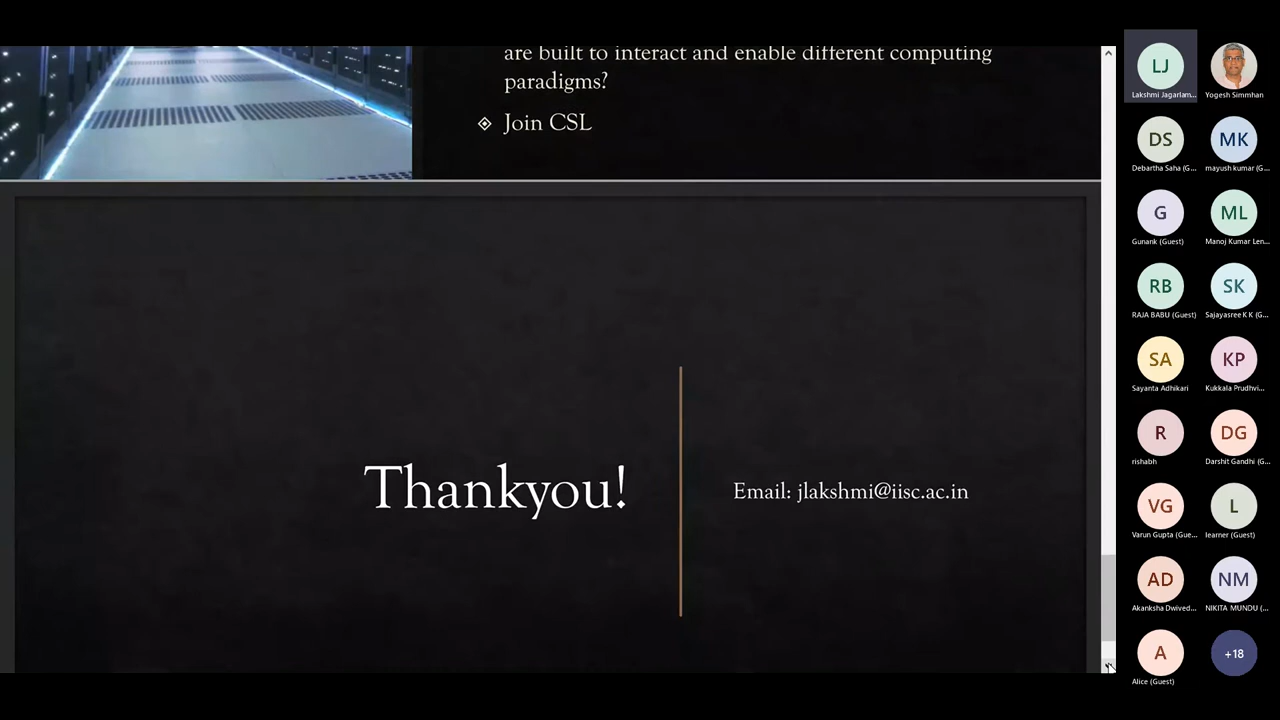 are built to interact and enable different computing
paradigms?
Join CSL
Thankyou!
Email: jlakshmi@iisc.ac.in
LJ
Lakshmi Jagarlam...
Yogesh Simmhan
DS
Debartha Saha (G...
MK
mayush kumar (G...
G
Gunank (Guest)
ML
Manoj Kumar Len...
RB
RAJA BABU (Guest)
SK
Sajayasree K K (G...
SA
Sayanta Adhikari
KP
Kukkala Prudhvi...
R
rishabh
DG
Darshit Gandhi (G...
VG
Varun Gupta (Gue...
L
learner (Guest)
AD
Akanksha Dwived...
NM
NIKITA MUNDU (...
A
Alice (Guest)
+18